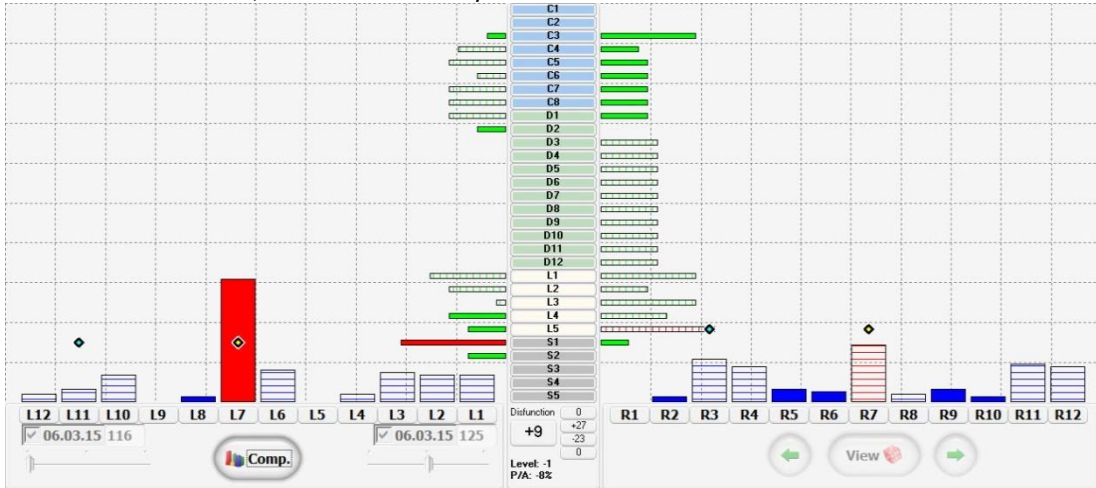 C1
C2
C3
C4
C5
C6
C7
C8
D1
D2
D3
D4
D5
D6
D7
D8
D9
D10
D11
D12
L1
L2
L3
L4
L5
S1
S2
S3
S4
S5
L12 L11 L10 L9 L8 L7 L6 L5 L4 L3 L2 L1
R1 R2 R3 R4 R5 R6 R7 R8 R9 R10 R11 R12
06.03.15 116
Comp.
06.03.15 125
Disfunction 0
+9
+27
-23
0
Level: -1
P/A: -8%
View